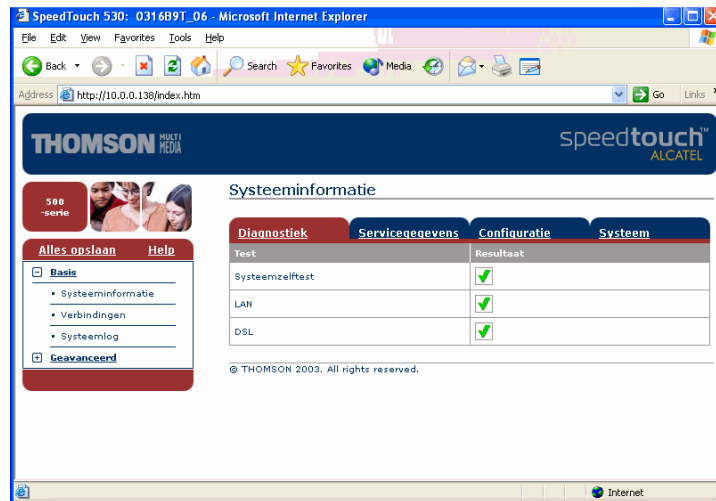 SpeedTouch 530: 0316B9T_06 - Microsoft Internet Explorer
File Edit View Favorites Tools Help
Back Search Favorites Media
Address http://10.0.0.138/index.htm Go Links
THOMSON MULTI MEDIA
speedtouch™
ALCATEL
500
-serie
Systeeminformatie
Alles opslaan Help
Basis
Systeeminformatie
Verbindingen
Systeemlog
Geavanceerd
Diagnostiek Servicegegevens Configuratie Systeem
Test Resultaat
Systeemzelftest
LAN
DSL
© THOMSON 2003. All rights reserved.
Internet